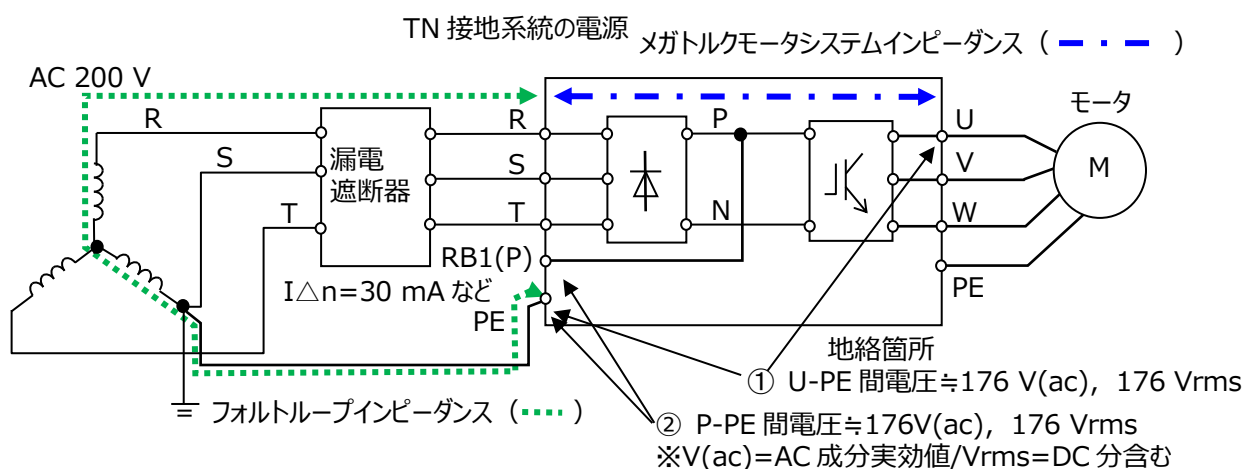 TN 接地系統の電源
メガトルクモータシステムインピーダンス（ ）
AC 200 V
モータ
R
R
P
U
S
漏電
遮断器
S
V
M
T
T
N
W
RB1(P)
I△n=30 mA など
PE
PE
地絡箇所
① U-PE 間電圧≒176 V(ac)，176 Vrms
フォルトループインピーダンス（ ）
② P-PE 間電圧≒176V(ac)，176 Vrms
※V(ac)=AC 成分実効値/Vrms=DC 分含む